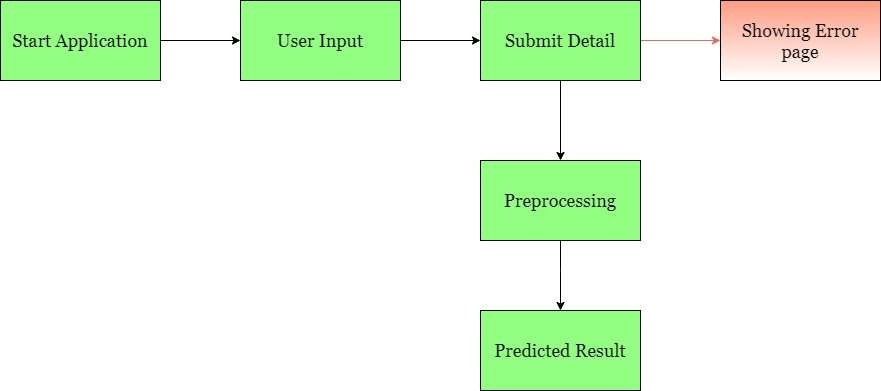 Start Application
User Input
Submit Detail
Showing Error
page
Preprocessing
Predicted Result